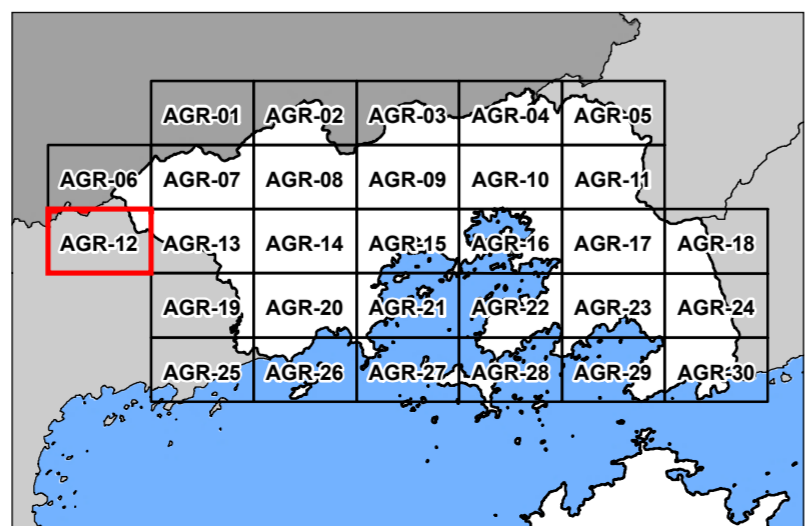 AGR-01 AGR-02 AGR-03 AGR-04 AGR-05
AGR-06 AGR-07 AGR-08 AGR-09 AGR-10 AGR-11
AGR-12 AGR-13 AGR-14 AGR-15 AGR-16 AGR-17 AGR-18
AGR-19 AGR-20 AGR-21 AGR-22 AGR-23 AGR-24
AGR-25 AGR-26 AGR-27 AGR-28 AGR-29 AGR-30